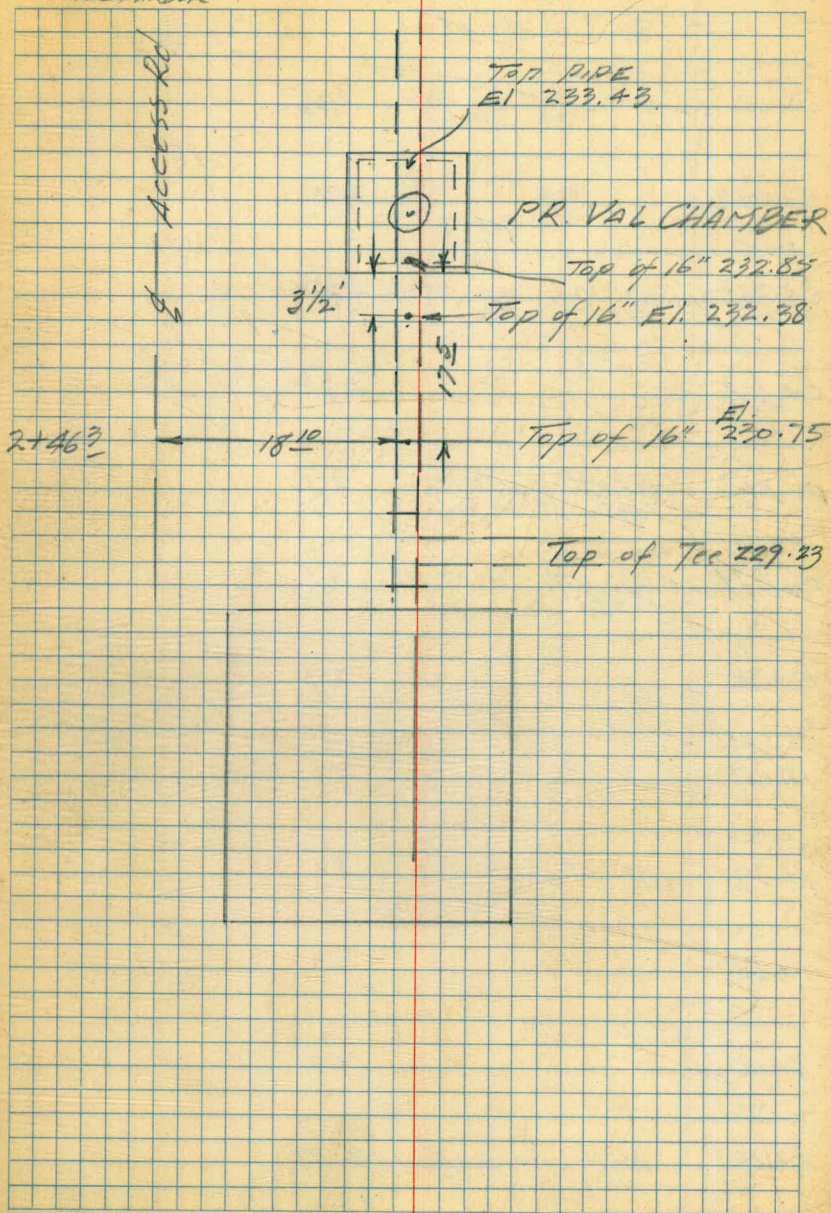 Access Rd
TOP PIPE
El 233.43
PR. VAL CHAMBER
Top of 16" 232.85
3 1/2'
Top of 16" El. 232.38
17 5
2+46 3
18 10
Top of 16" El. 230.75
Top of Tee 229.23